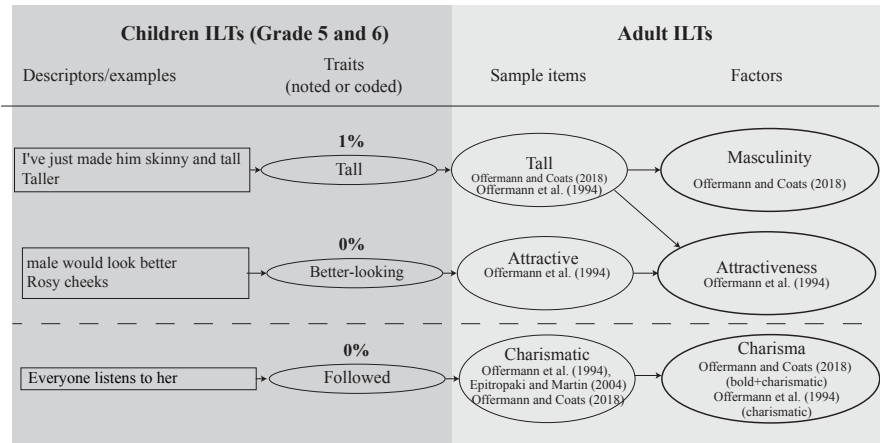 Children ILTs (Grade 5 and 6)
Adult ILTs
Descriptors/examples
Traits
(noted or coded)
Sample items
Factors
I've just made him skinny and tall
Taller
1%
Tall
Tall
Offermann and Coats (2018)
Offermann et al. (1994)
Masculinity
Offermann and Coats (2018)
male would look better
Rosy cheeks
0%
Better-looking
Attractive
Offermann et al. (1994)
Attractiveness
Offermann et al. (1994)
Everyone listens to her
0%
Followed
Charismatic
Offermann et al. (1994),
Epitropaki and Martin (2004)
Offermann and Coats (2018)
Charisma
Offermann and Coats (2018)
(bold+charismatic)
Offermann et al. (1994)
(charismatic)